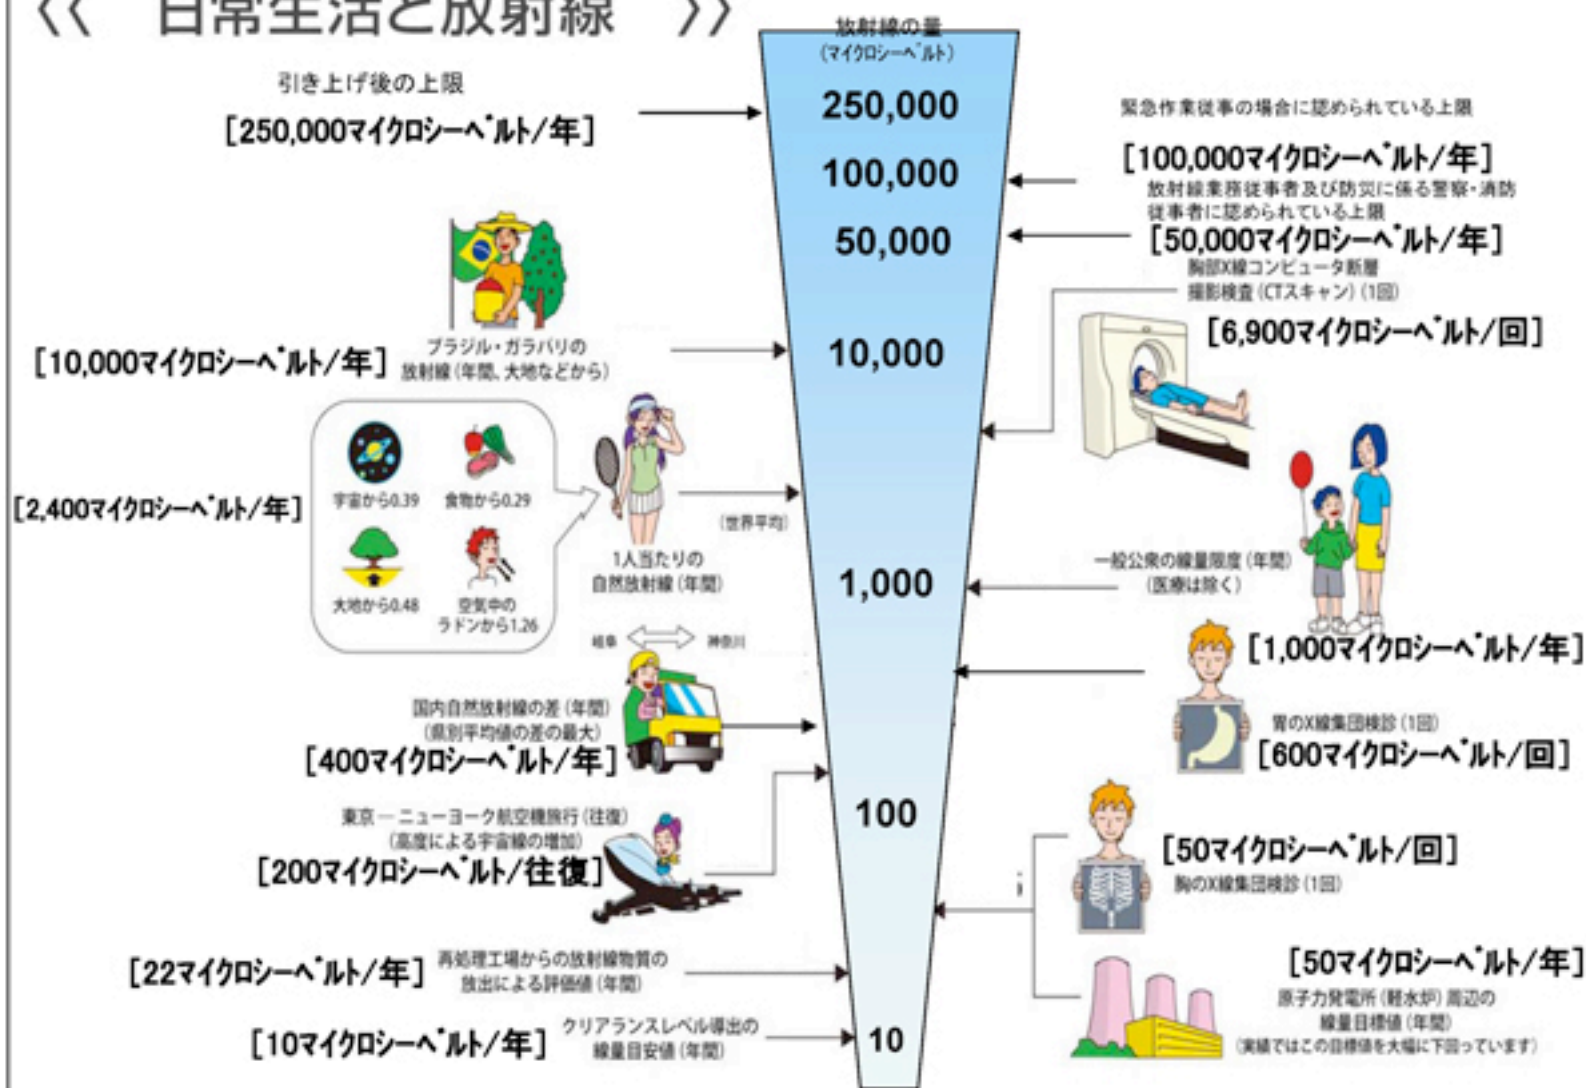 《 日常生活と放射線 》
放射線の量
(マイクロシーベルト)
250,000
100,000
50,000
10,000
1,000
100
10
引き上げ後の上限
[250,000マイクロシーベルト/年]
[10,000マイクロシーベルト/年]
ブラジル・ガラパリの
放射線(年間、大地などから)
[2,400マイクロシーベルト/年]
宇宙から0.39
食物から0.29
大地から0.48
空気中の
ラドンから1.26
1人当たりの
自然放射線(年間)
(世界平均)
岐阜
神奈川
国内自然放射線の差(年間)
(県別平均値の差の最大)
[400マイクロシーベルト/年]
東京―ニューヨーク航空機旅行(往復)
(高度による宇宙線の増加)
[200マイクロシーベルト/往復]
[22マイクロシーベルト/年]
再処理工場からの放射線物質の
放出による評価値(年間)
[10マイクロシーベルト/年]
クリアランスレベル導出の
線量目安値(年間)
緊急作業従事の場合に認められている上限
[100,000マイクロシーベルト/年]
放射線業務従事者及び防災に係る警察・消防
従事者に認められている上限
[50,000マイクロシーベルト/年]
胸部X線コンピュータ断層
撮影検査(CTスキャン)(1回)
[6,900マイクロシーベルト/回]
一般公衆の線量限度(年間)
(医療は除く)
[1,000マイクロシーベルト/年]
胃のX線集団検診(1回)
[600マイクロシーベルト/回]
[50マイクロシーベルト/回]
胸のX線集団検診(1回)
[50マイクロシーベルト/年]
原子力発電所(軽水炉)周辺の
線量目標値(年間)
(実績ではこの目標値を大幅に下回っています)